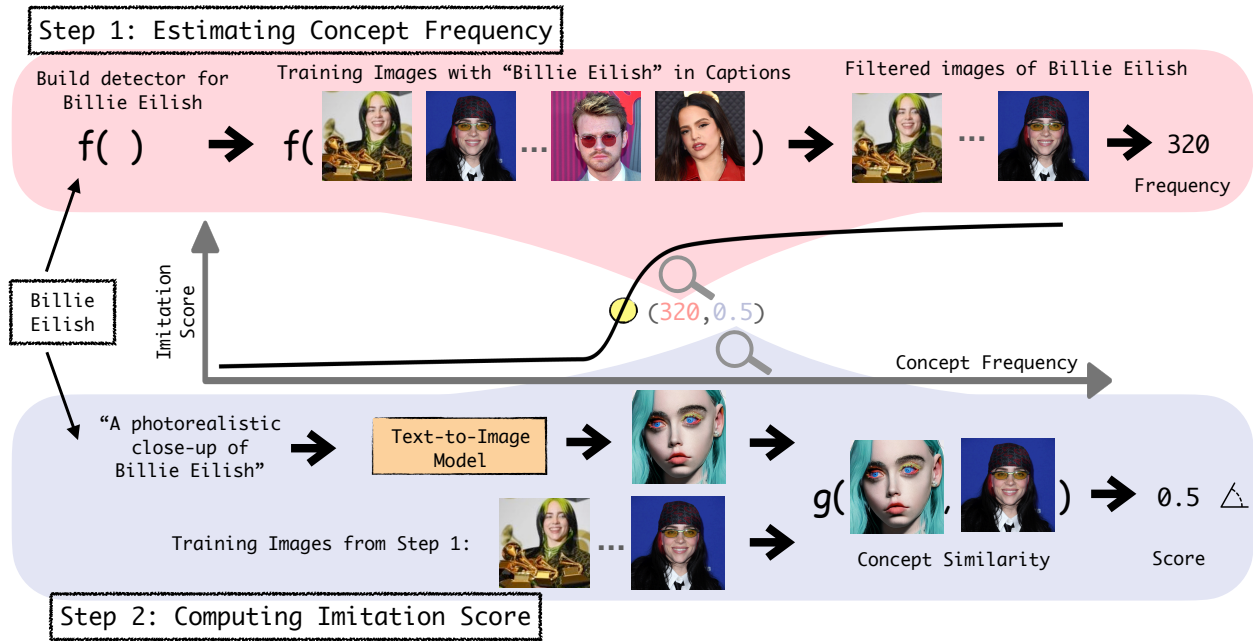 Step 1: Estimating Concept Frequency
Build detector for
Billie Eilish
Training Images with “Billie Eilish” in Captions
Filtered images of Billie Eilish
f( )
f(
...
)
...
320
Frequency
Billie
Eilish
Imitation
Score
(320,0.5)
Concept Frequency
“A photorealistic
close-up of
Billie Eilish”
Text-to-Image
Model
Training Images from Step 1:
...
g(
,
)
Concept Similarity
0.5
Score
Step 2: Computing Imitation Score